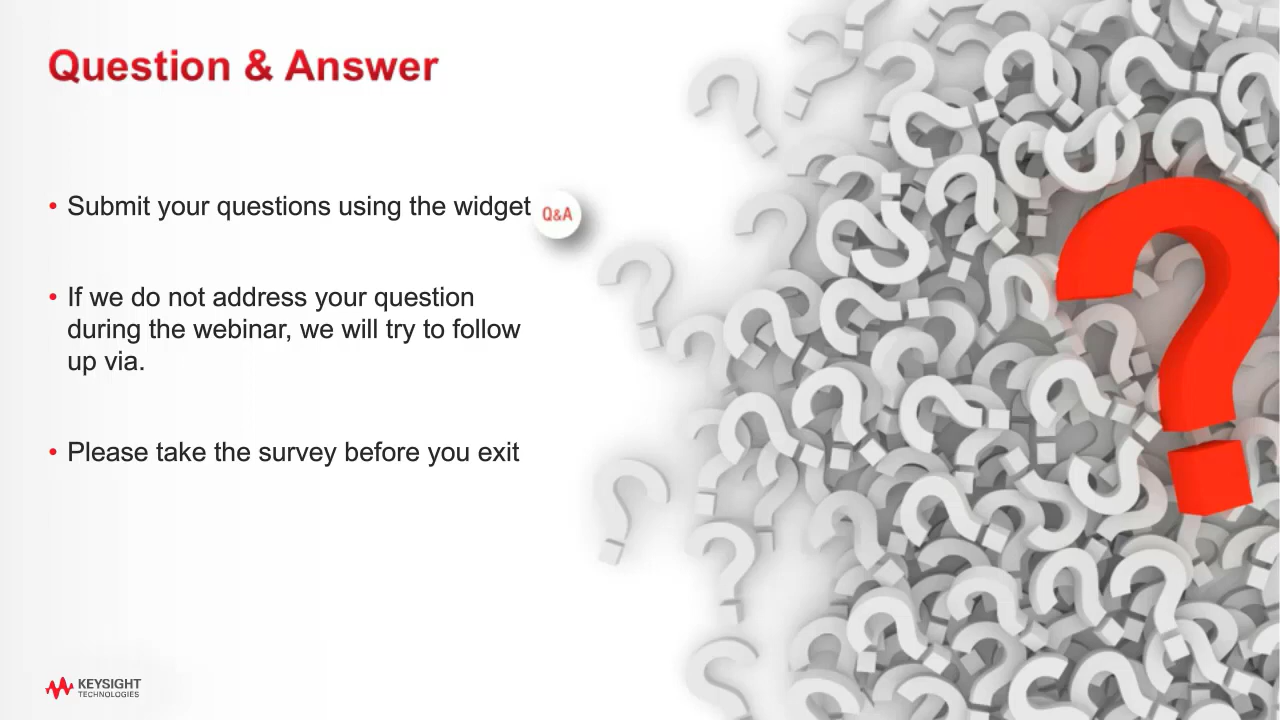 Question & Answer
• Submit your questions using the widget Q&A
• If we do not address your question
during the webinar, we will try to follow
up via.
• Please take the survey before you exit
KEYSIGHT
TECHNOLOGIES